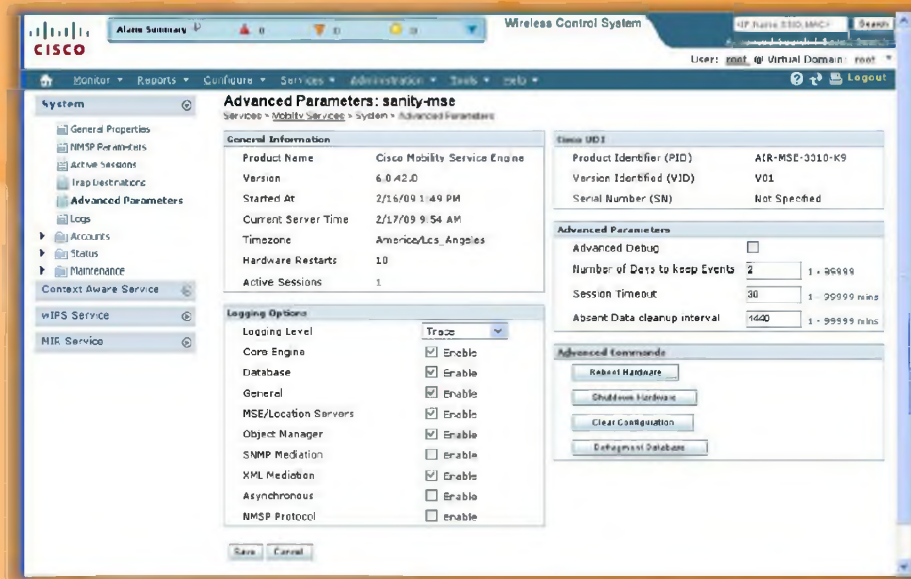 Alarm Summary
0
0
0
Wireless Control System
Search
CISCO
User: root @ Virtual Domain: root
Monitor Reports Configure Services Administration Tools Help
Logout
System
General Properties
NMSP Parameters
Active Sessions
Trap Destinations
Advanced Parameters
Logs
Accounts
Status
Maintenance
Context Aware Service
wIPS Service
MIR Service
Advanced Parameters: sanity-mse
Services > Mobility Services > System > Advanced Parameters
General Information
Product Name Cisco Mobility Service Engine
Version 6.0.42.0
Started At 2/16/09 1:49 PM
Current Server Time 2/17/09 9:54 AM
Timezone America/Los_Angeles
Hardware Restarts 10
Active Sessions 1
Logging Options
Logging Level Trace
Core Engine Enable
Database Enable
General Enable
MSE/Location Servers Enable
Object Manager Enable
SNMP Mediation Enable
XML Mediation Enable
Asynchronous Enable
NMSP Protocol Enable
Save Cancel
Cisco UDI
Product Identifier (PID) AIR-MSE-3310-K9
Version Identified (VID) V01
Serial Number (SN) Not Specified
Advanced Parameters
Advanced Debug
Number of Days to keep Events 2 1 - 99999
Session Timeout 30 1 - 99999 mins
Absent Data cleanup interval 1440 1 - 99999 mins
Advanced Commands
Reboot Hardware
Shutdown Hardware
Clear Configuration
Defragment Database